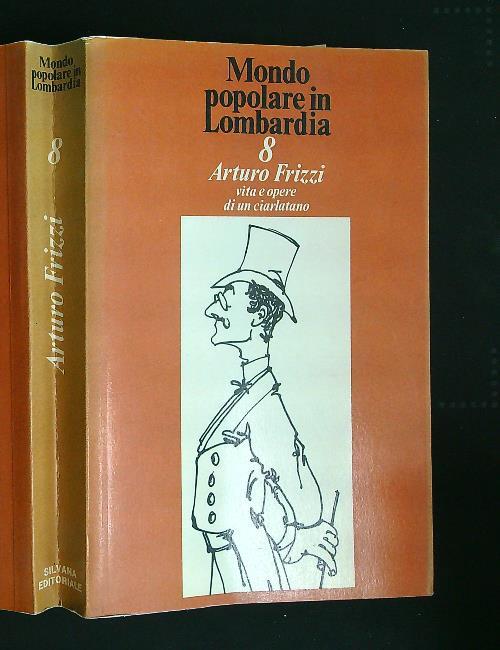 Mondo
popolare in
Lombardia
8
Arturo Frizzi
SILVANA
EDITORIALE
Mondo
popolare in
Lombardia
8
Arturo Frizzi
vita e opere
di un ciarlatano